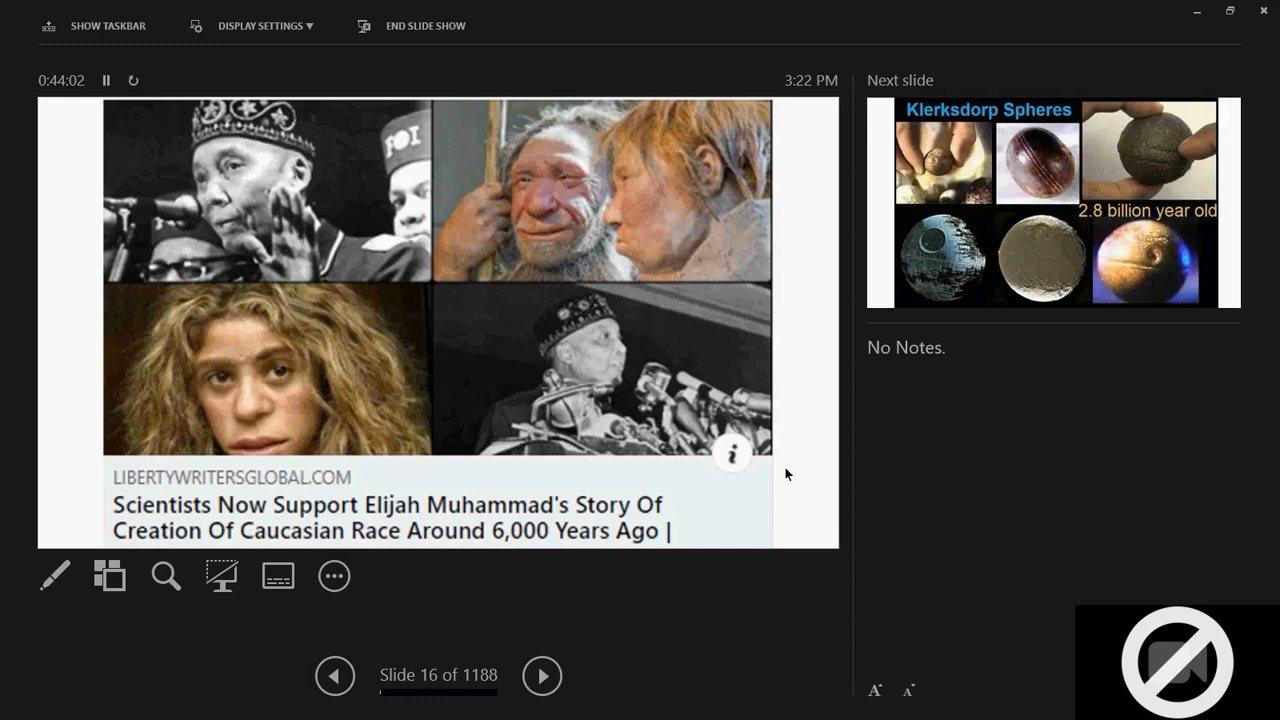 SHOW TASKBAR
DISPLAY SETTINGS ▼
END SLIDE SHOW
0:44:02
3:22 PM
FOI
LIBERTYWRITERSGLOBAL.COM
Scientists Now Support Elijah Muhammad's Story Of
Creation Of Caucasian Race Around 6,000 Years Ago |
Slide 16 of 1188
Next slide
Klerksdorp Spheres
2.8 billion year old
No Notes.
A A